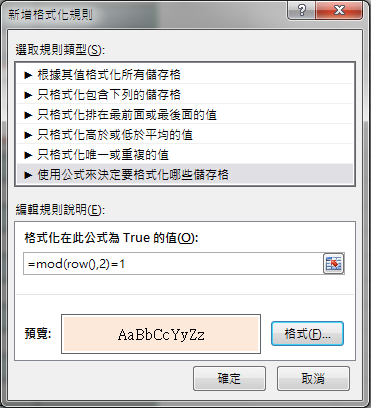 新增格式化規則
選取規則類型(S):
► 根據其值格式化所有儲存格
► 只格式化包含下列的儲存格
► 只格式化排在最前面或最後面的值
► 只格式化高於或低於平均的值
► 只格式化唯一或重複的值
► 使用公式來決定要格式化哪些儲存格
編輯規則說明(E):
格式化在此公式為 True 的值(O):
=mod(row(),2)=1
預覽: AaBbCcYyZz 格式(F)...
確定 取消